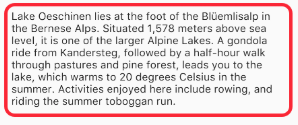 Lake Oeschinen lies at the foot of the Blüemlisalp in
the Bernese Alps. Situated 1,578 meters above sea
level, it is one of the larger Alpine Lakes. A gondola
ride from Kandersteg, followed by a half-hour walk
through pastures and pine forest, leads you to the
lake, which warms to 20 degrees Celsius in the
summer. Activities enjoyed here include rowing, and
riding the summer toboggan run.